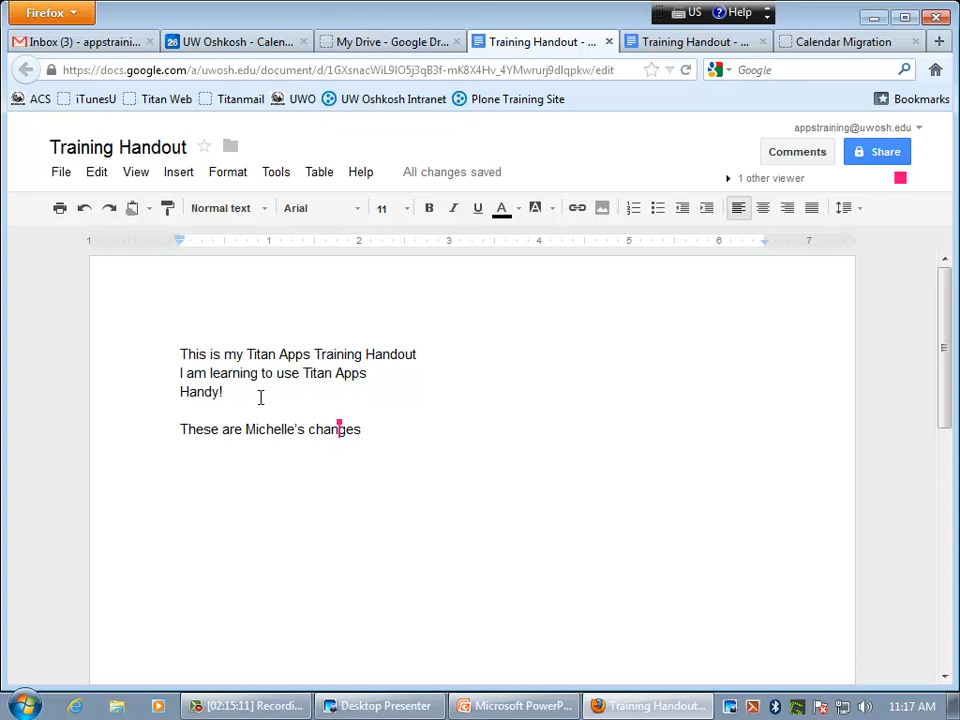 Firefox
US Help
Inbox (3) - appstraini...
UW Oshkosh - Calen...
My Drive - Google Dr...
Training Handout - ...
Training Handout - ...
Calendar Migration
https://docs.google.com/a/uwosh.edu/document/d/1GXsnacWiL9IO5j3qB3f-mK8X4Hv_4YMwrurj9dIqpkw/edit
Google
ACS iTunesU Titan Web Titanmail UWO UW Oshkosh Intranet Plone Training Site Bookmarks
appstraining@uwosh.edu
Training Handout
Comments Share
File Edit View Insert Format Tools Table Help All changes saved
1 other viewer
Normal text Arial 11 B I U A A
1 1 2 3 4 5 6 7
This is my Titan Apps Training Handout
I am learning to use Titan Apps
Handy!
These are Michelle's changes
[02:15:11] Recordi...
Desktop Presenter
Microsoft PowerP...
Training Handout...
11:17 AM